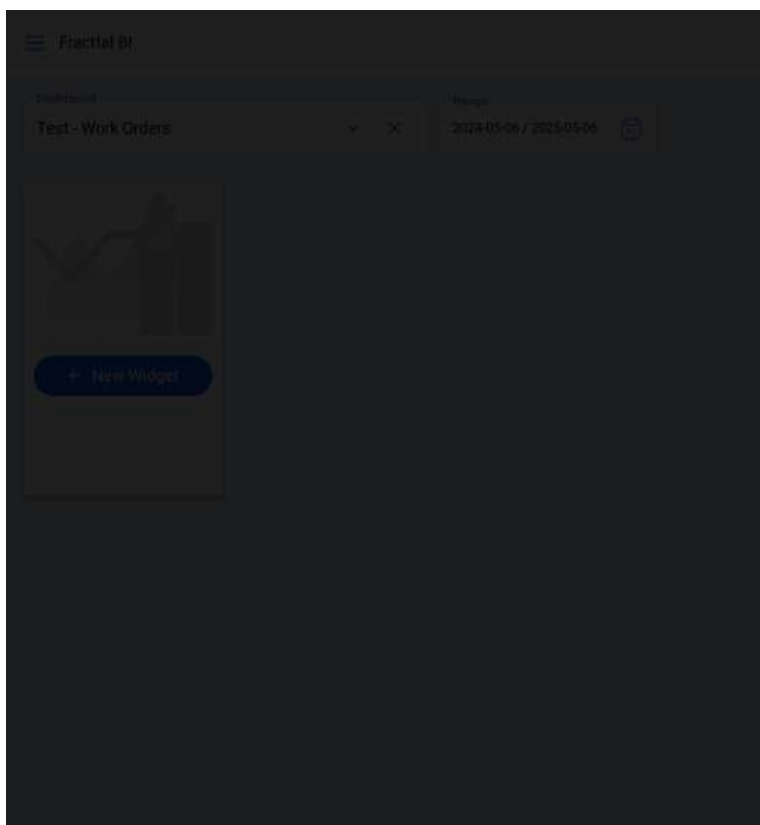 Fracttal BI
Dashboard
Range
Test - Work Orders
2024-05-06 / 2025-05-06
+ New Widget